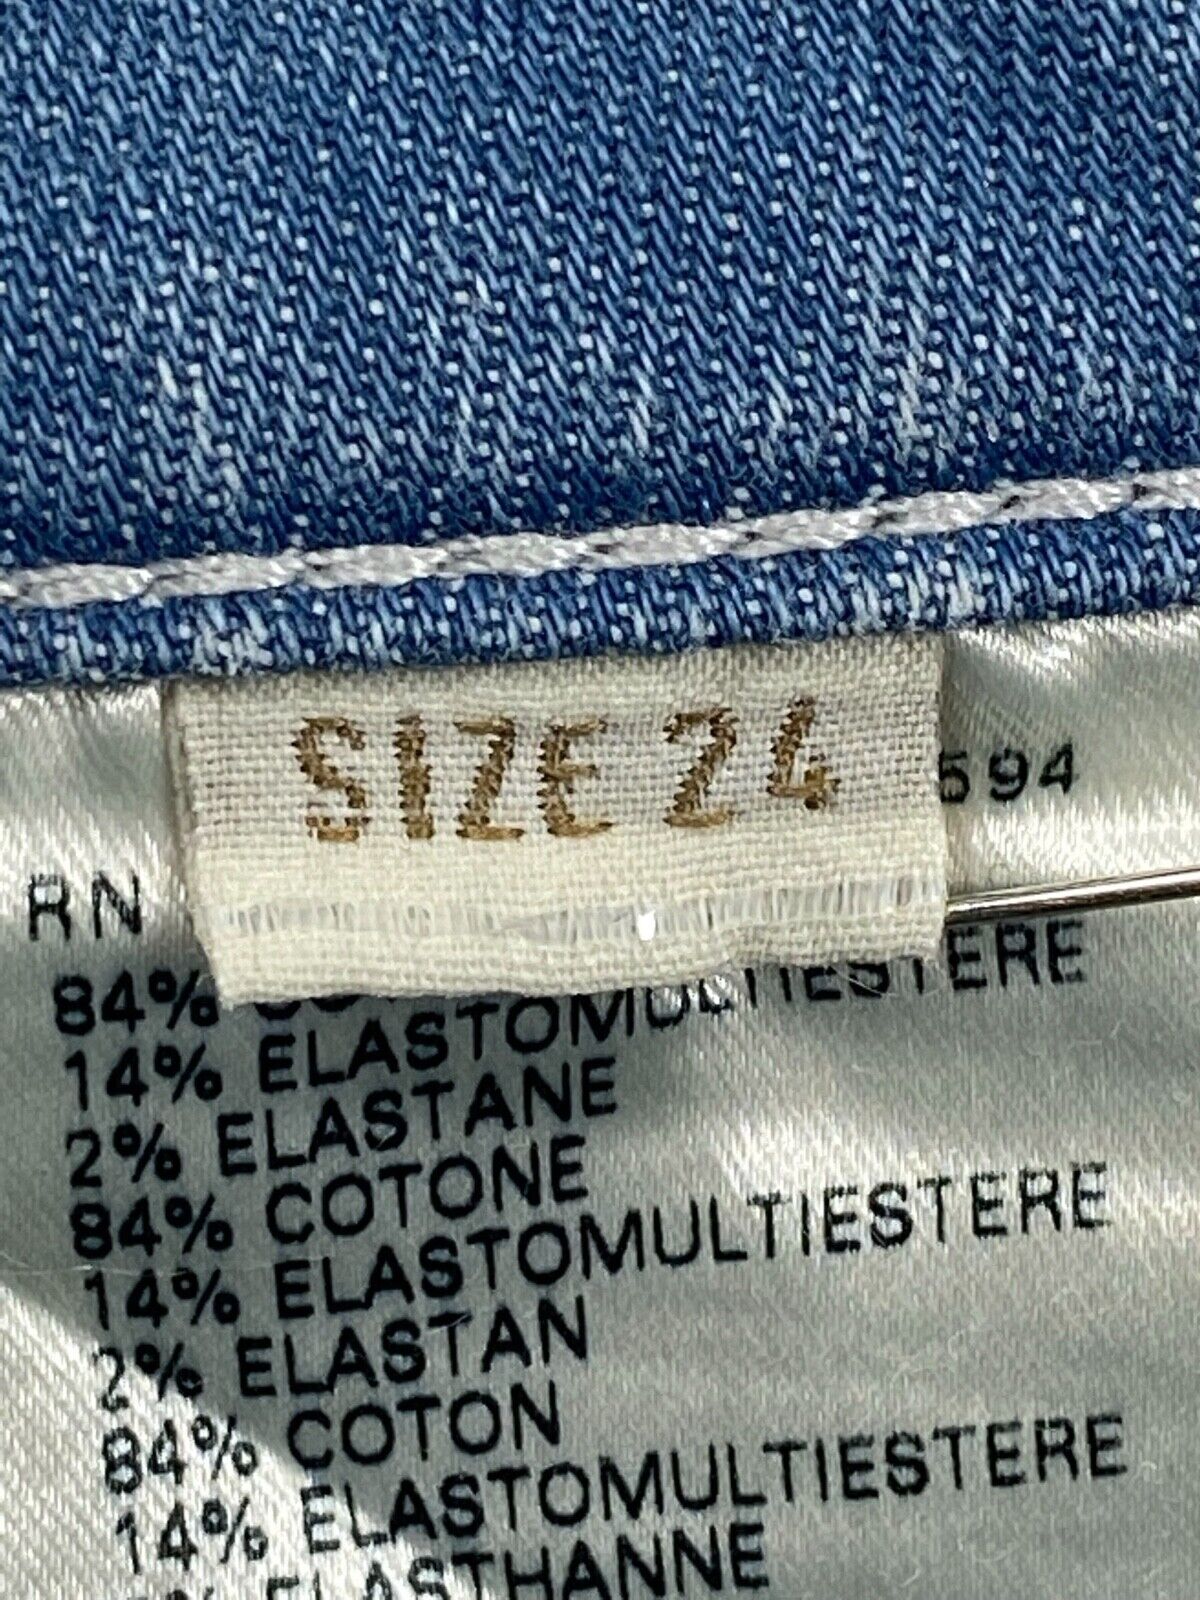 SIZE 24
594
RN
84%
14% ELASTOMULTIESTERE
2% ELASTANE
84% COTONE
14% ELASTOMULTIESTERE
2% ELASTAN
84% COTON
14% ELASTOMULTIESTERE
ELASTHANNE